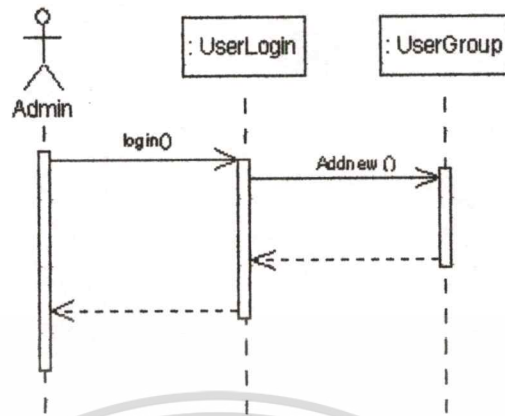 : UserLogin
: UserGroup
Admin
login()
Addnew ()